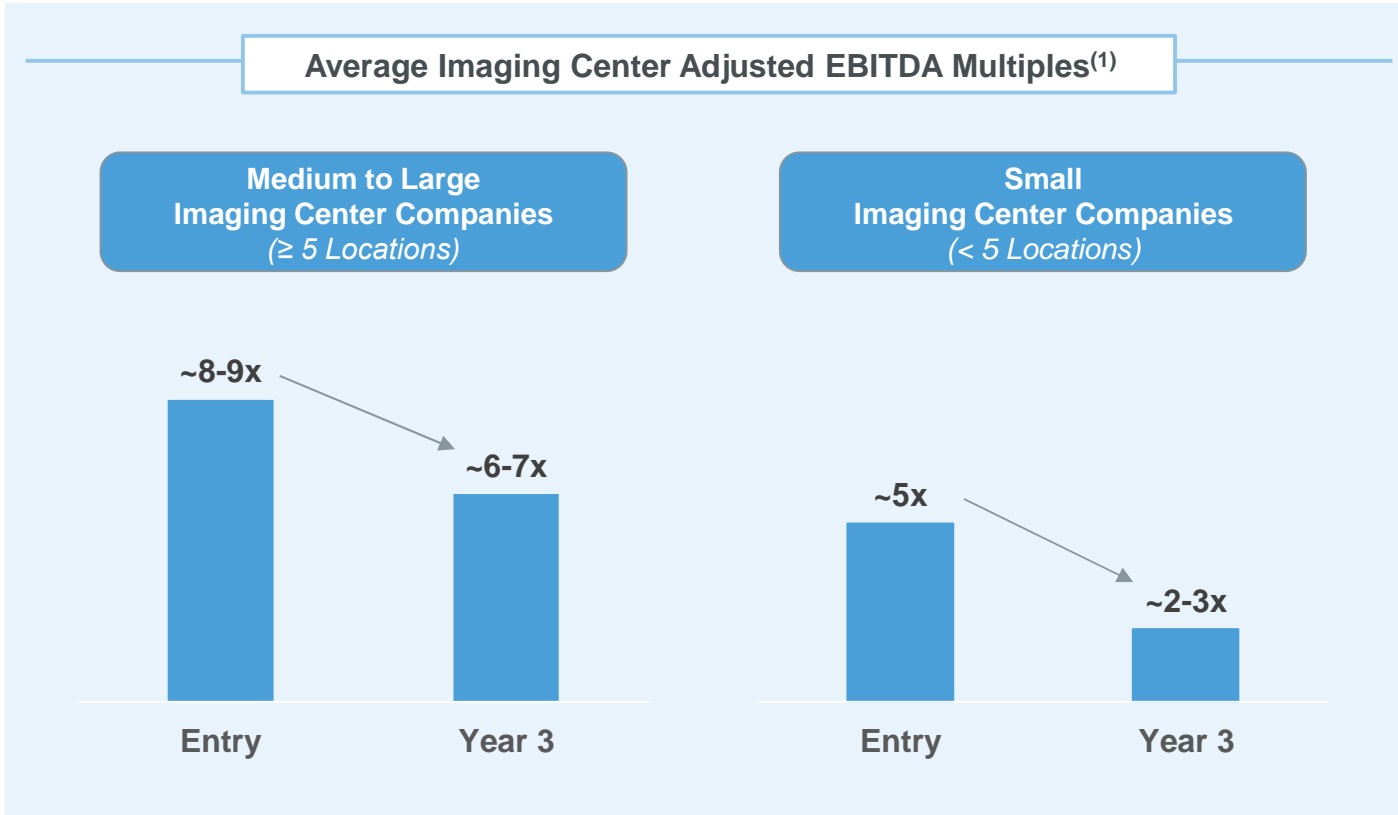 Average Imaging Center Adjusted EBITDA Multiples(1)
Medium to Large
Imaging Center Companies
(≥ 5 Locations)
~8-9x
~6-7x
Entry
Year 3
Small
Imaging Center Companies
(< 5 Locations)
~5x
~2-3x
Entry
Year 3